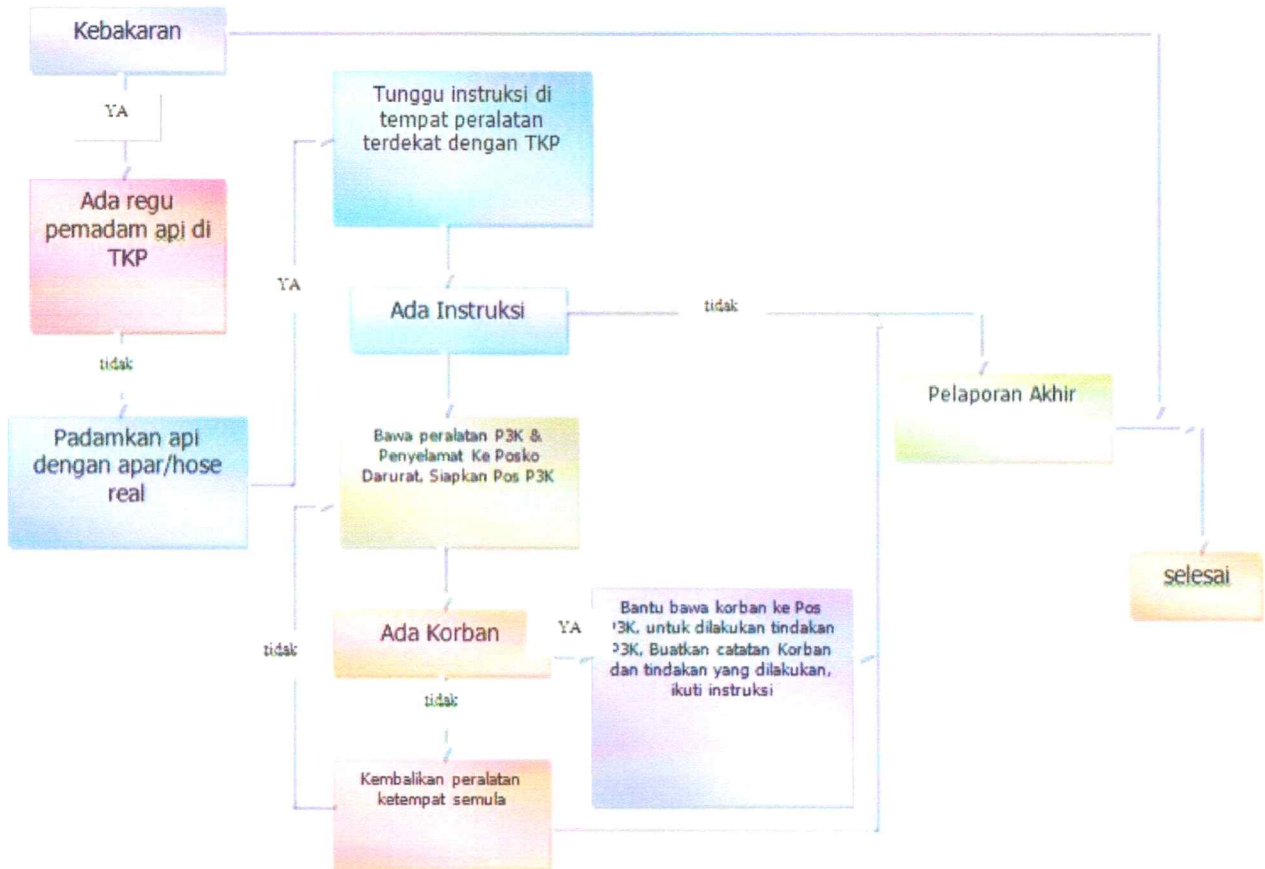 Kebakaran
YA
Ada regu
pemadam api di
TKP
tidak
Padamkan api
dengan apar/hose
real
YA
Tunggu instruksi di
tempat peralatan
terdekat dengan TKP
Ada Instruksi
tidak
Bawa peralatan P3K &
Penyelamat Ke Posko
Darurat, Siapkan Pos P3K
Ada Korban
YA
tidak
tidak
Kembalikan peralatan
ketempat semula
Bantu bawa korban ke Pos
P3K, untuk dilakukan tindakan
P3K, Buatkan catatan Korban
dan tindakan yang dilakukan,
ikuti instruksi
Pelaporan Akhir
selesai